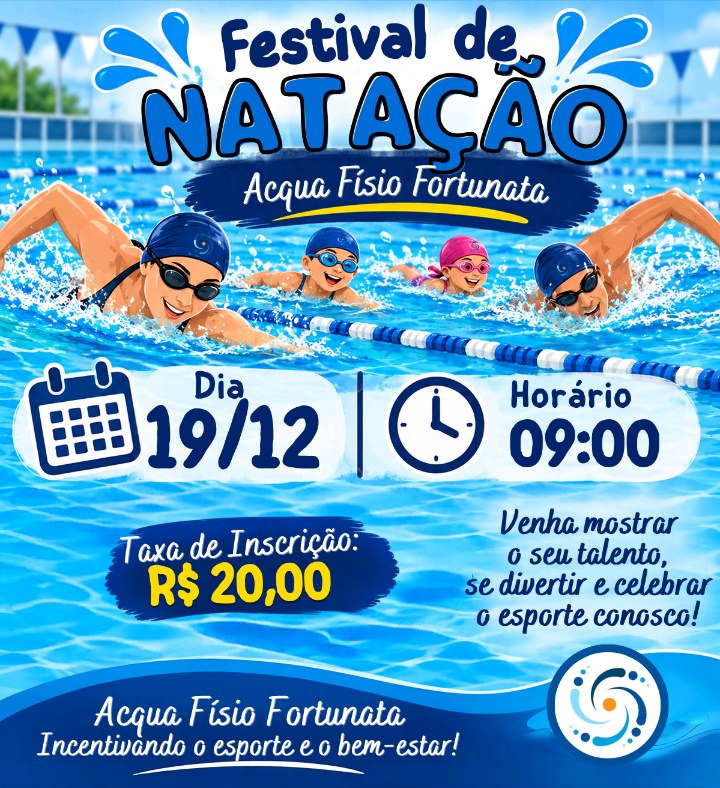 Festival de
NATAÇÃO
Acqua Físio Fortunata
Dia
19/12
Horário
09:00
Taxa de Inscrição:
R$ 20,00
Venha mostrar
o seu talento,
se divertir e celebrar
o esporte conosco!
Acqua Físio Fortunata
Incentivando o esporte e o bem-estar!